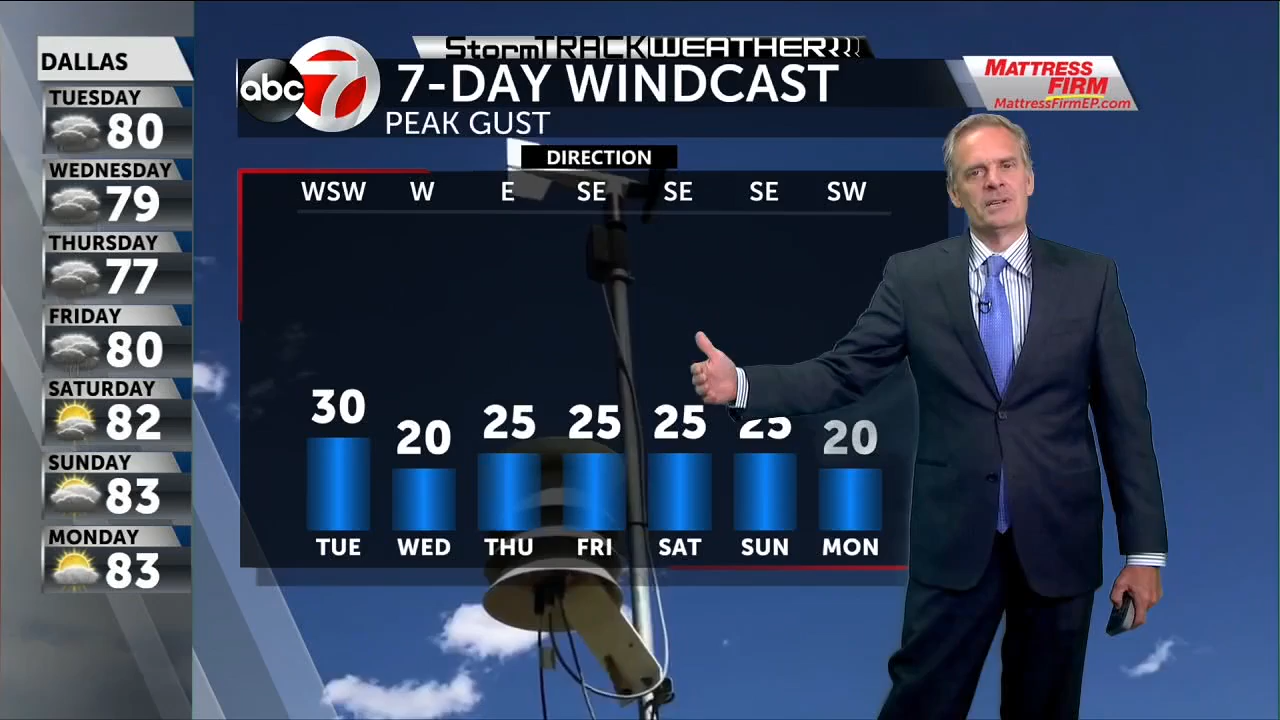 DALLAS
TUESDAY
80
WEDNESDAY
79
THURSDAY
77
FRIDAY
80
SATURDAY
82
SUNDAY
83
MONDAY
83
StormTRACKWEATHER
abc 7
7-DAY WINDCAST
PEAK GUST
MATTRESS
FIRM
MattressFirmEP.com
DIRECTION
WSW W E SE SE SE SW
30 20 25 25 25 25 20
TUE WED THU FRI SAT SUN MON